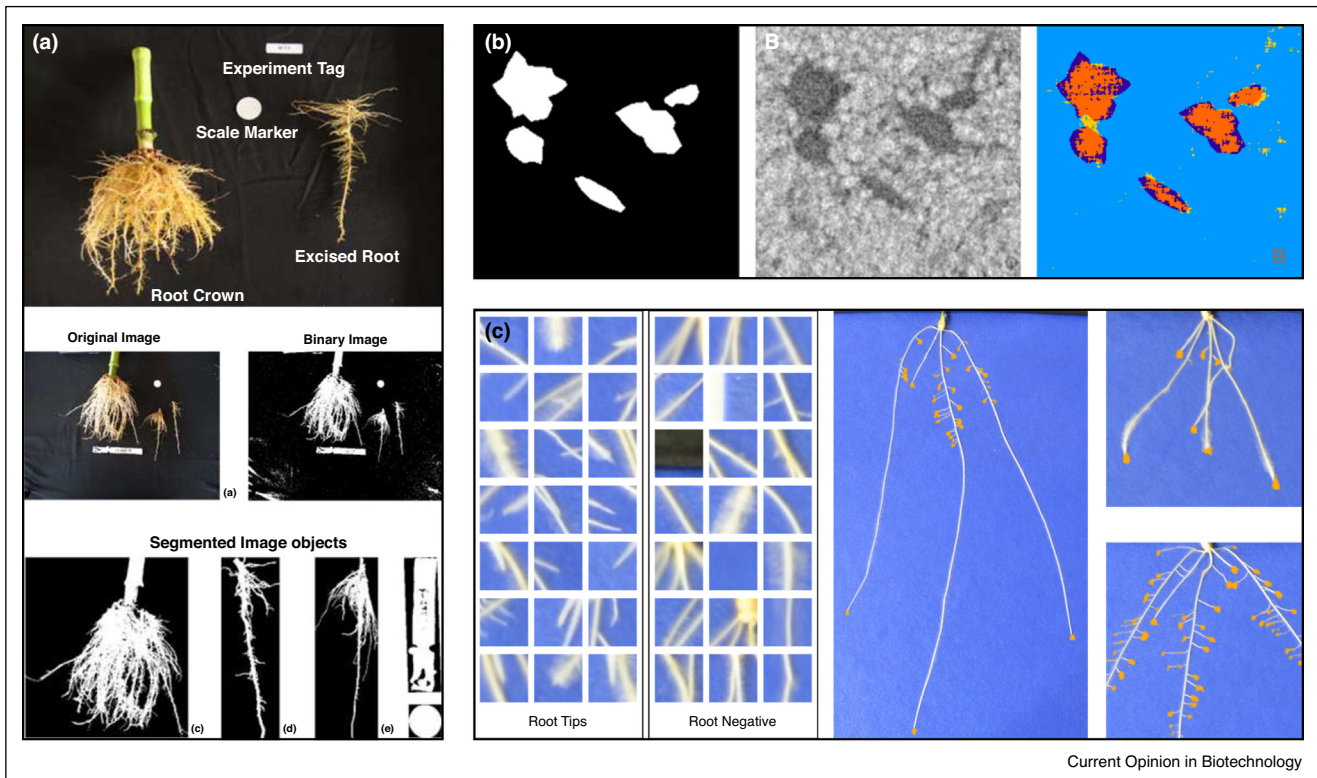 (a)
Experiment Tag
Scale Marker
Excised Root
Root Crown
Original Image
Binary Image
(a)
Segmented Image objects
(c)
(d)
(e)
(b)
B
B
(c)
Root Tips
Root Negative
Current Opinion in Biotechnology